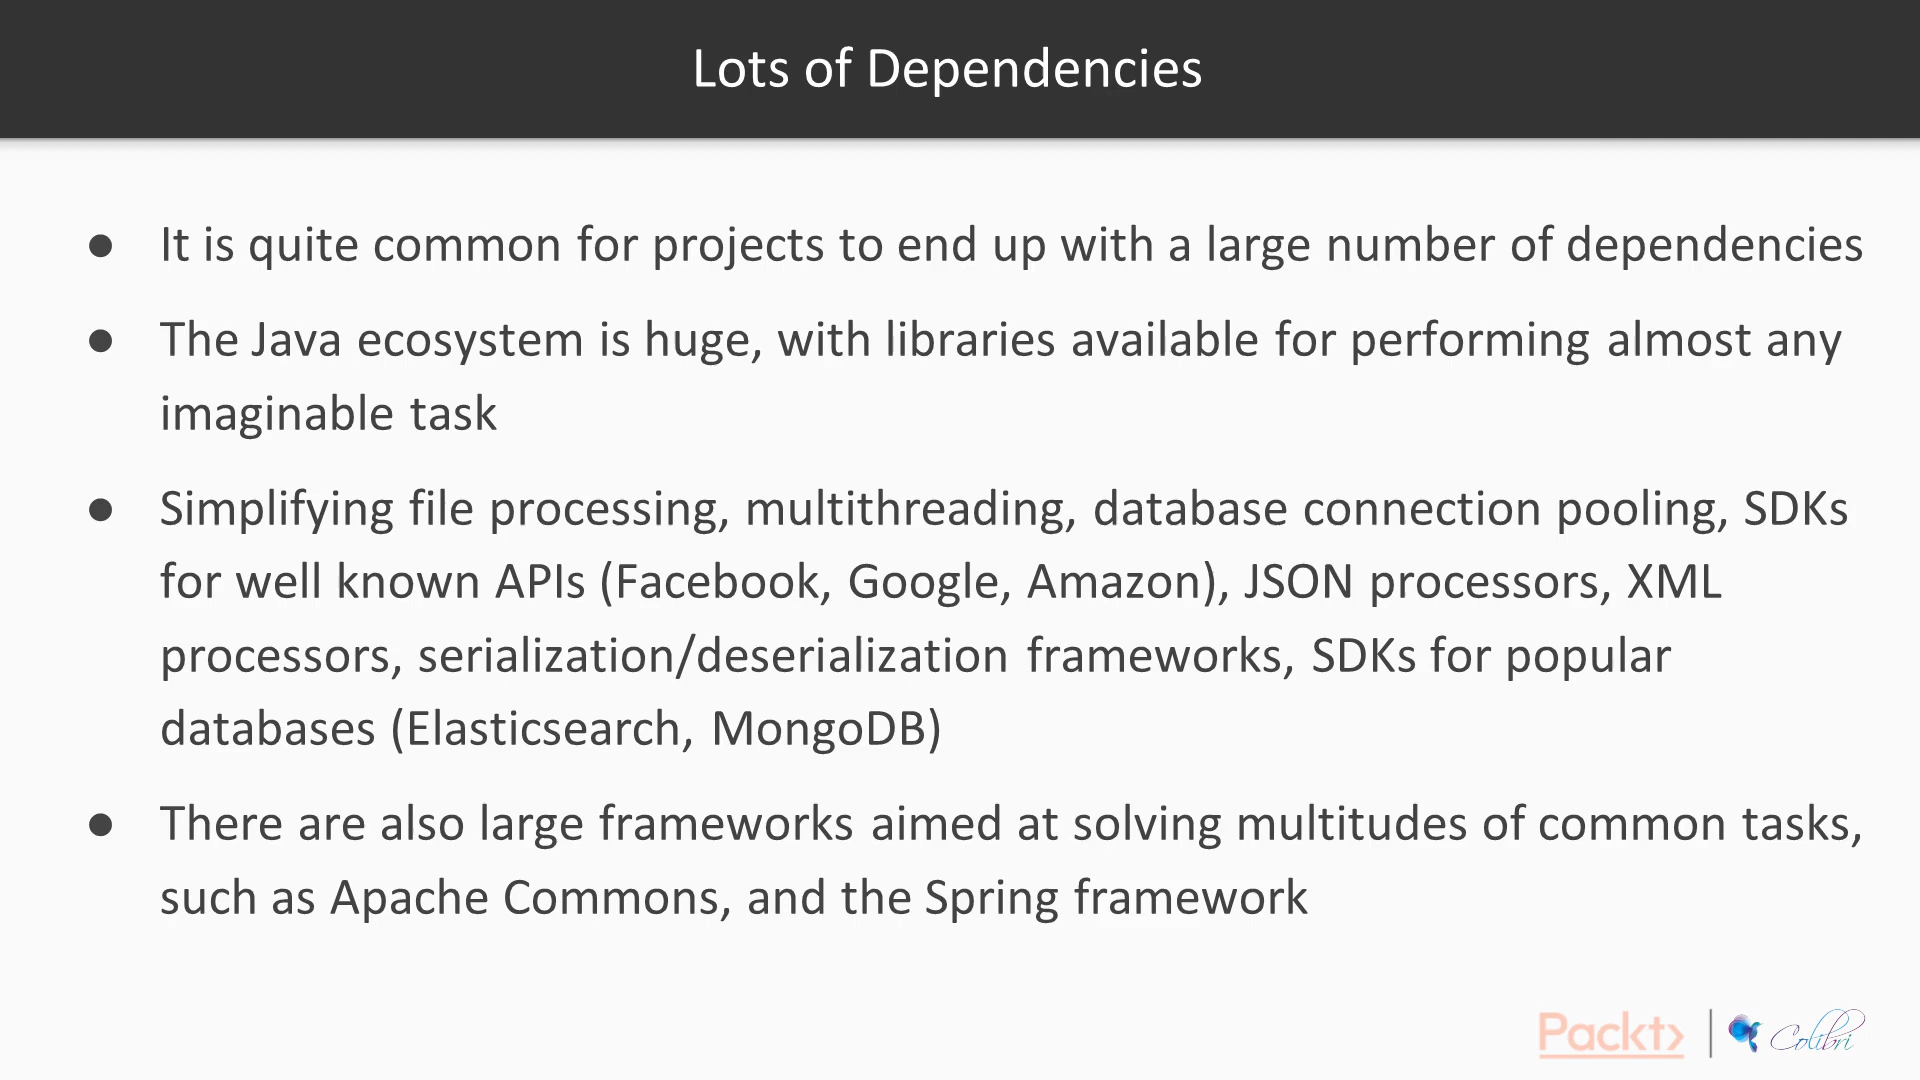 Lots of Dependencies
● It is quite common for projects to end up with a large number of dependencies
● The Java ecosystem is huge, with libraries available for performing almost any
imaginable task
● Simplifying file processing, multithreading, database connection pooling, SDKs
for well known APIs (Facebook, Google, Amazon), JSON processors, XML
processors, serialization/deserialization frameworks, SDKs for popular
databases (Elasticsearch, MongoDB)
● There are also large frameworks aimed at solving multitudes of common tasks,
such as Apache Commons, and the Spring framework
Packt> | Colibri